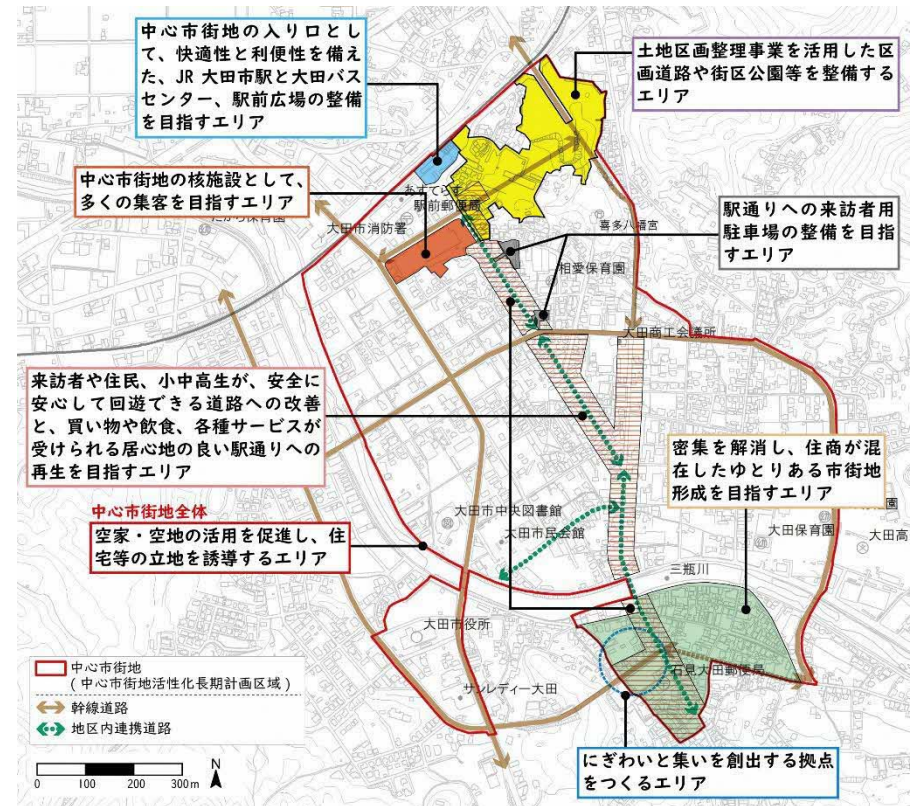 中心市街地の入り口とし
て、快適性と利便性を備え
た、JR 大田市駅と大田バス
センター、駅前広場の整備
を目指すエリア
土地区画整理事業を活用した区
画道路や街区公園等を整備する
エリア
中心市街地の核施設として、
多くの集客を目指すエリア
あすてらす
駅前郵便局
大田市消防署
喜多八幡宮
相愛保育園
駅通りへの来訪者用
駐車場の整備を目指
すエリア
大田商工会議所
来訪者や住民、小中高生が、安全に
安心して回遊できる道路への改善
と、買い物や飲食、各種サービスが
受けられる居心地の良い駅通りへの
再生を目指すエリア
密集を解消し、住商が混
在したゆとりある市街地
形成を目指すエリア
中心市街地全体
空家・空地の活用を促進し、住
宅等の立地を誘導するエリア
大田市中央図書館
大田市民会館
大田保育園
大田高
三瓶川
大田市役所
石見大田郵便局
サンレディー大田
中心市街地
(中心市街地活性化長期計画区域)
幹線道路
地区内連携道路
0 100 200 300 m
N
にぎわいと集いを創出する拠点
をつくるエリア